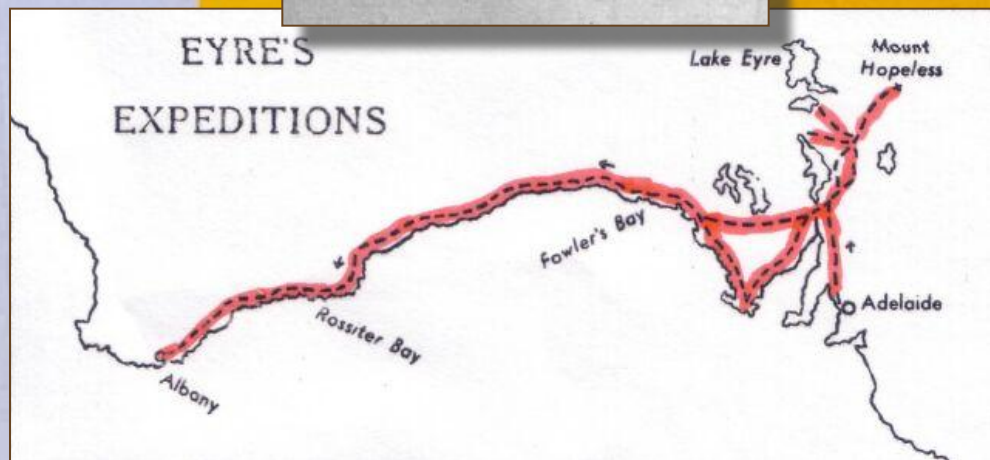 EYRE'S
EXPEDITIONS
Lake Eyre
Mount
Hopeless
Fowler's Bay
Rossiter Bay
Adelaide
Albany